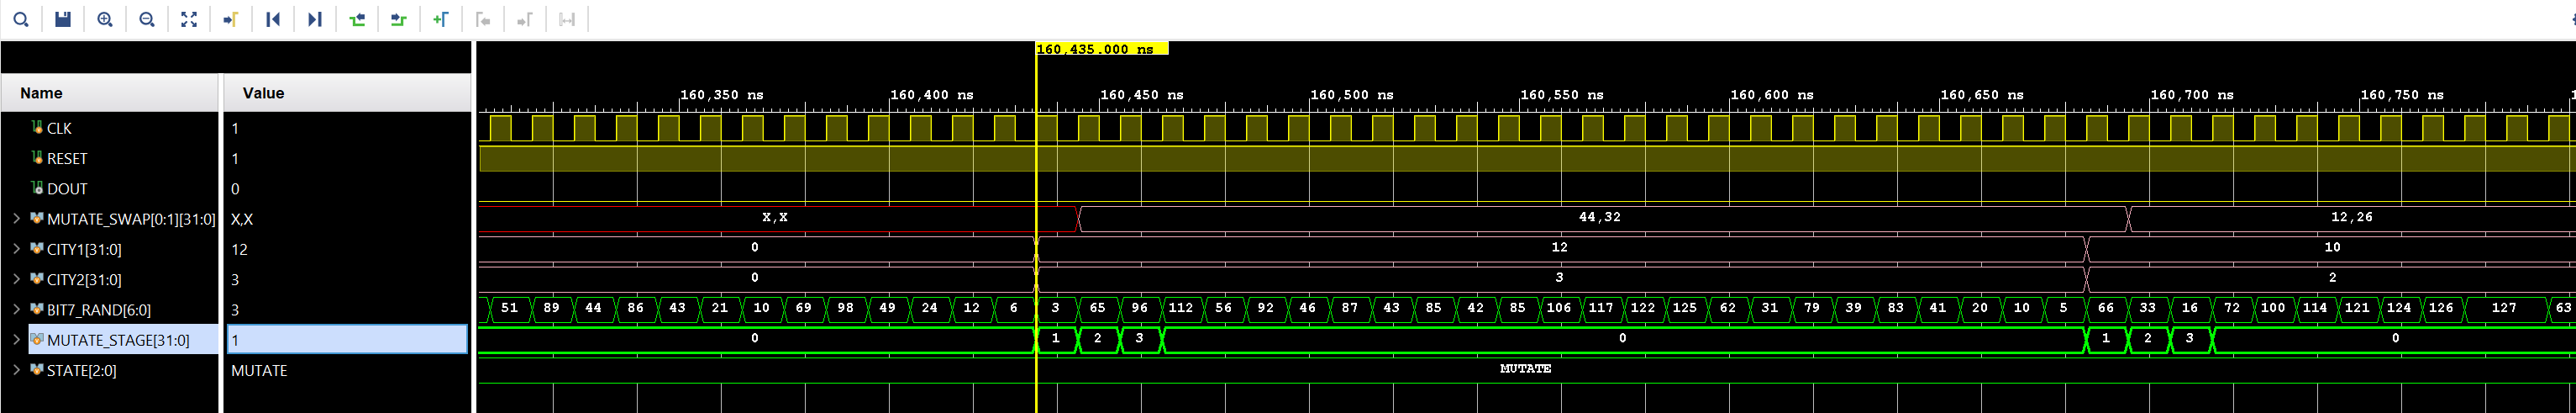 160,435.000 ns
Name Value 160,350 ns 160,400 ns 160,450 ns 160,500 ns 160,550 ns 160,600 ns 160,650 ns 160,700 ns 160,750 ns
CLK 1
RESET 1
DOUT 0
MUTATE_SWAP[0:1][31:0] X,X X,X 44,32 12,26
CITY1[31:0] 12 0 12 10
CITY2[31:0] 3 0 3 2
BIT7_RAND[6:0] 3 51 89 44 86 43 21 10 69 98 49 24 12 6 3 65 96 112 56 92 46 87 43 85 42 85 106 117 122 125 62 31 79 39 83 41 20 10 5 66 33 16 72 100 114 121 124 126 127 63
MUTATE_STAGE[31:0] 1 0 1 2 3 0 1 2 3 0
STATE[2:0] MUTATE MUTATE